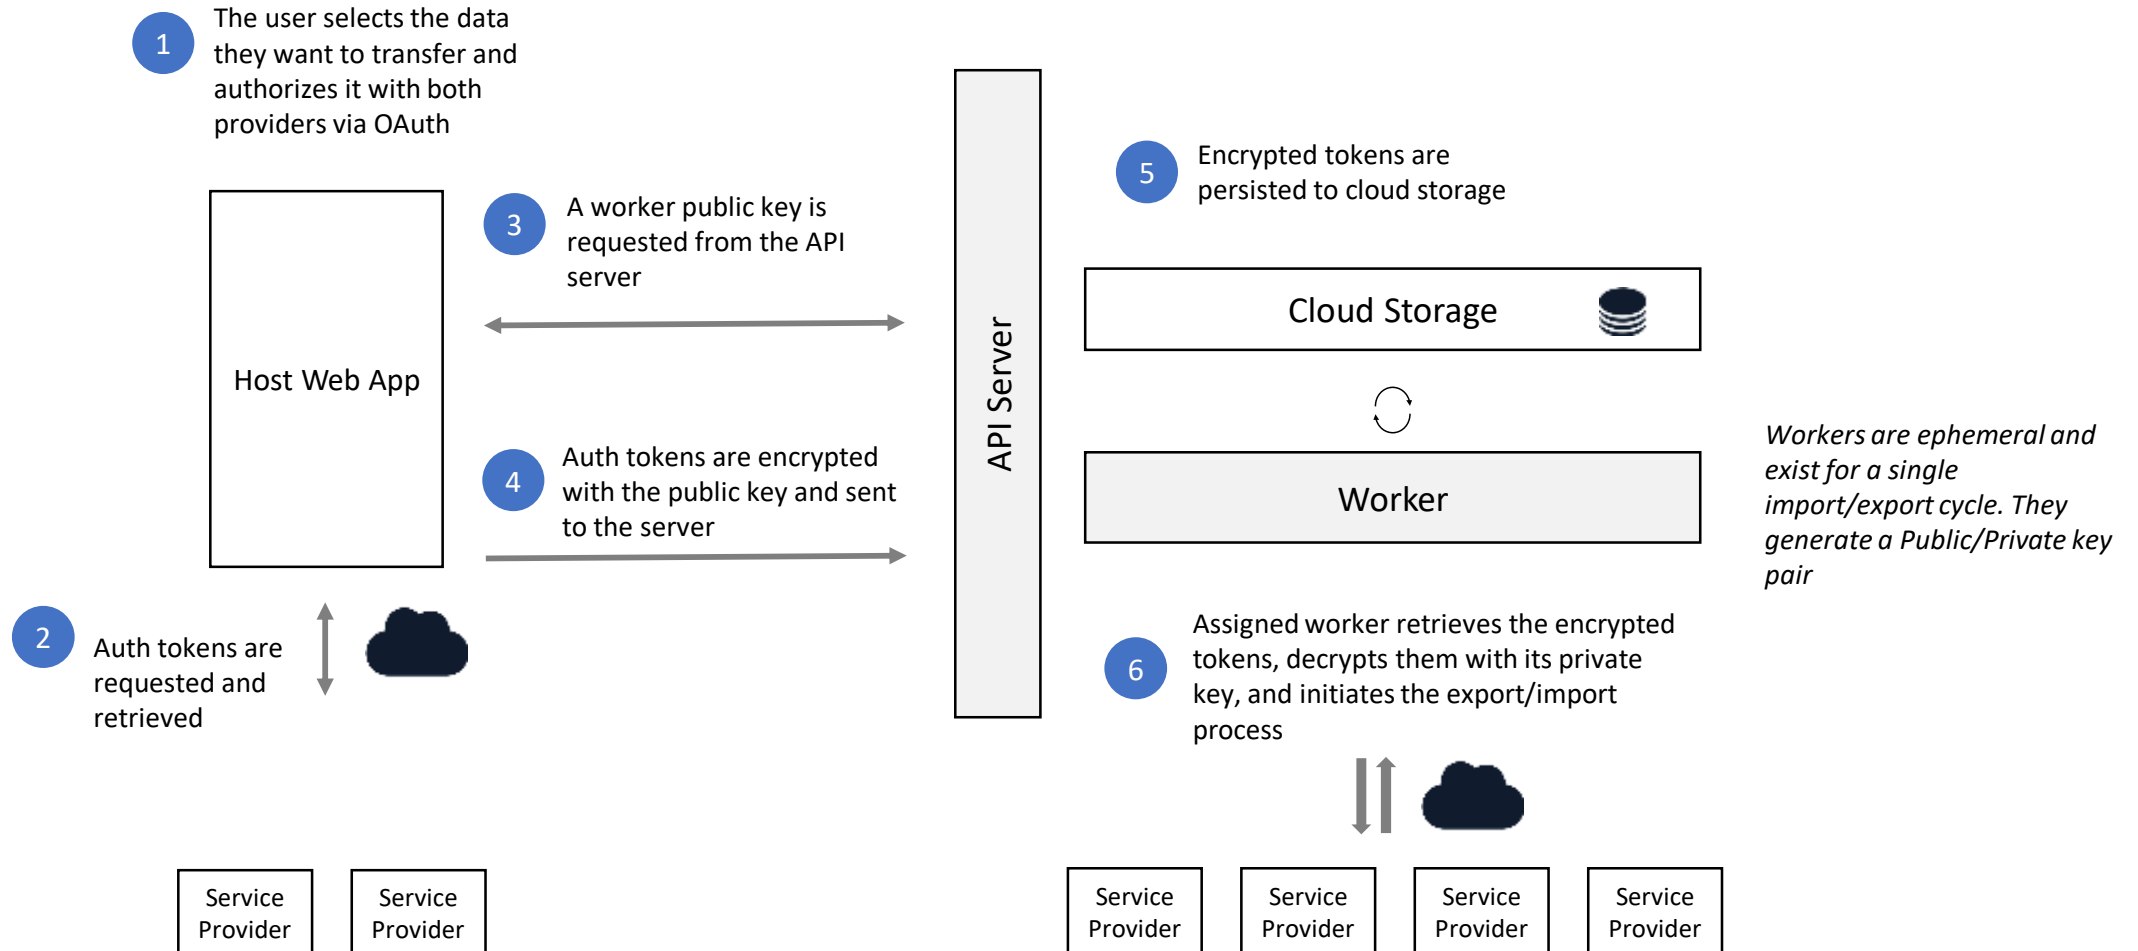 1
The user selects the data
they want to transfer and
authorizes it with both
providers via OAuth
Host Web App
2
Auth tokens are
requested and
retrieved
Service
Provider
Service
Provider
3
A worker public key is
requested from the API
server
4
Auth tokens are encrypted
with the public key and sent
to the server
API Server
5
Encrypted tokens are
persisted to cloud storage
Cloud Storage
Worker
Workers are ephemeral and
exist for a single
import/export cycle. They
generate a Public/Private key
pair
6
Assigned worker retrieves the encrypted
tokens, decrypts them with its private
key, and initiates the export/import
process
Service
Provider
Service
Provider
Service
Provider
Service
Provider